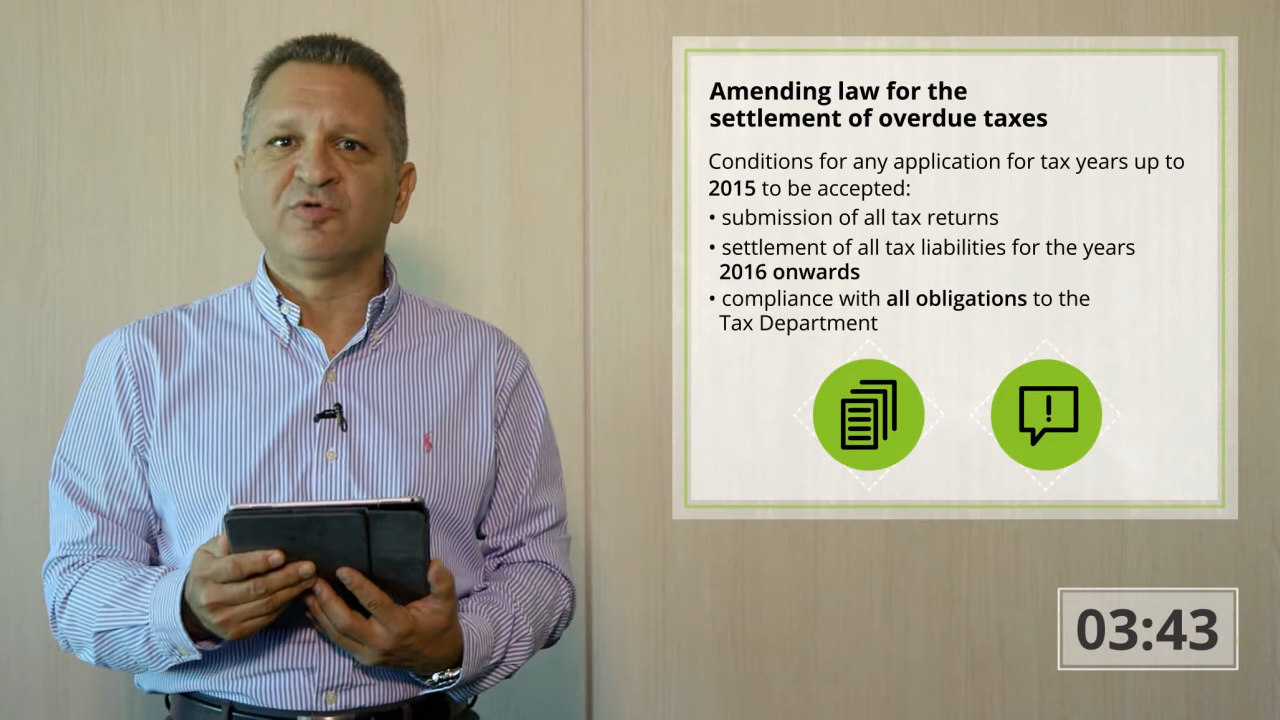 Amending law for the
settlement of overdue taxes
Conditions for any application for tax years up to
2015 to be accepted:
• submission of all tax returns
• settlement of all tax liabilities for the years
2016 onwards
• compliance with all obligations to the
Tax Department
!
03:43